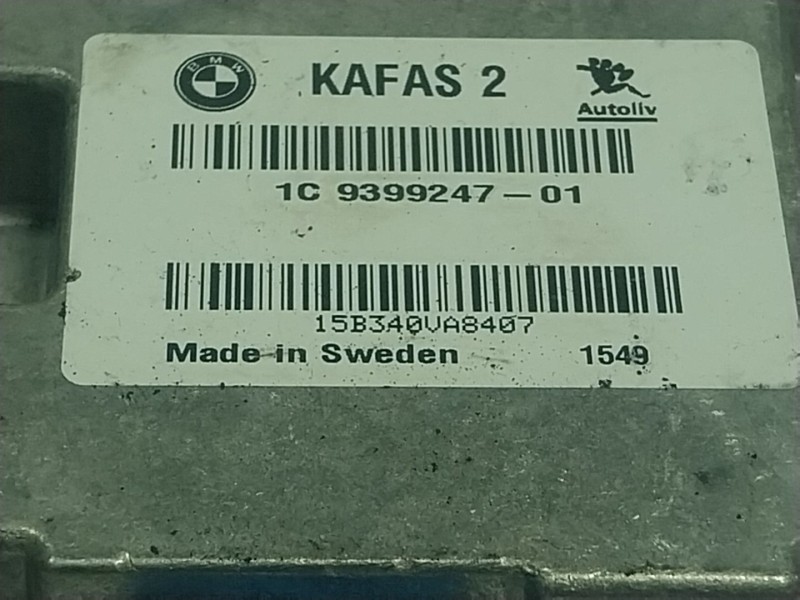 BMW
KAFAS 2
Autoliv
1C 9399247-01
15B340VA8407
Made in Sweden 1549